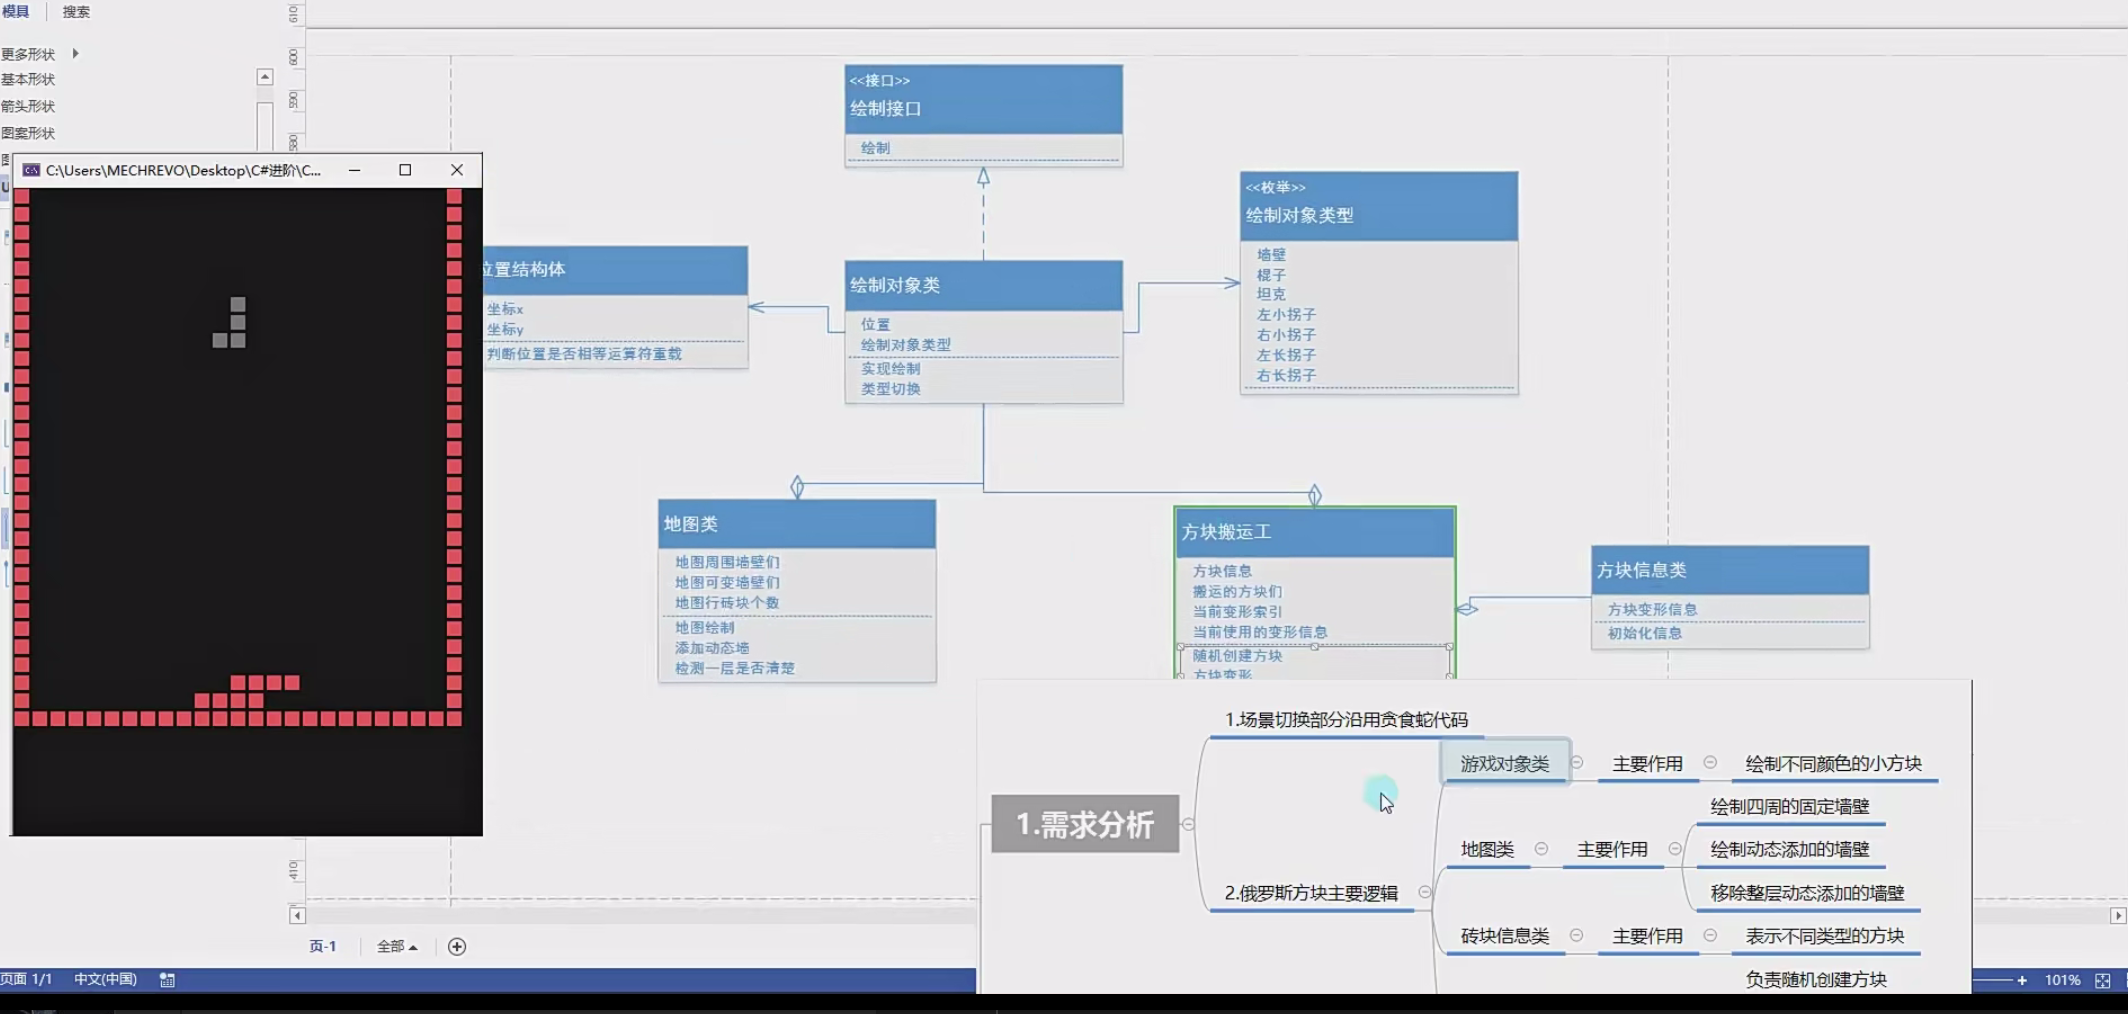 模具
搜索
更多形状
基本形状
箭头形状
图案形状
C:\Users\MECHREVO\Desktop\C#进阶\C...
610
600
590
580
410
<<接口>>
绘制接口
绘制
<<枚举>>
绘制对象类型
墙壁
棍子
坦克
左小拐子
右小拐子
左长拐子
右长拐子
位置结构体
坐标x
坐标y
判断位置是否相等运算符重载
绘制对象类
位置
绘制对象类型
实现绘制
类型切换
地图类
地图周围墙壁们
地图可变墙壁们
地图行砖块个数
地图绘制
添加动态墙
检测一层是否清楚
方块搬运工
方块信息
搬运的方块们
当前变形索引
当前使用的变形信息
随机创建方块
方块变形
方块信息类
方块变形信息
初始化信息
1.需求分析
1.场景切换部分沿用贪食蛇代码
2.俄罗斯方块主要逻辑
游戏对象类
主要作用
绘制不同颜色的小方块
地图类
主要作用
绘制四周的固定墙壁
绘制动态添加的墙壁
移除整层动态添加的墙壁
砖块信息类
主要作用
表示不同类型的方块
负责随机创建方块
页-1
全部
页面 1/1
中文(中国)
101%